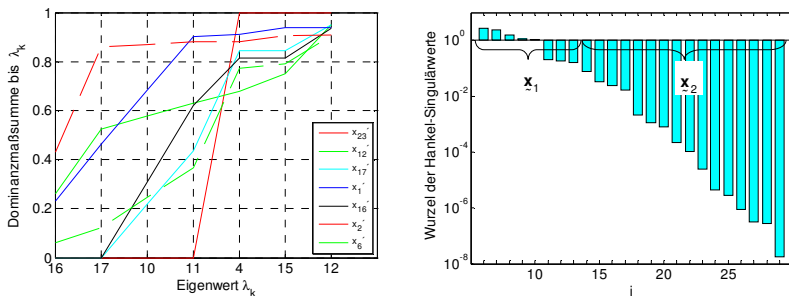 1
0.8
0.6
0.4
0.2
0
16 17 10 11 4 15 12
Eigenwert λk
Dominanzmaßsumme bis λk
x23´
x12´
x17´
x1´
x16´
x2´
x6´
10^0
10^-2
10^-4
10^-6
10^-8
10 15 20 25
i
Wurzel der Hankel-Singulärwerte
x1
x2